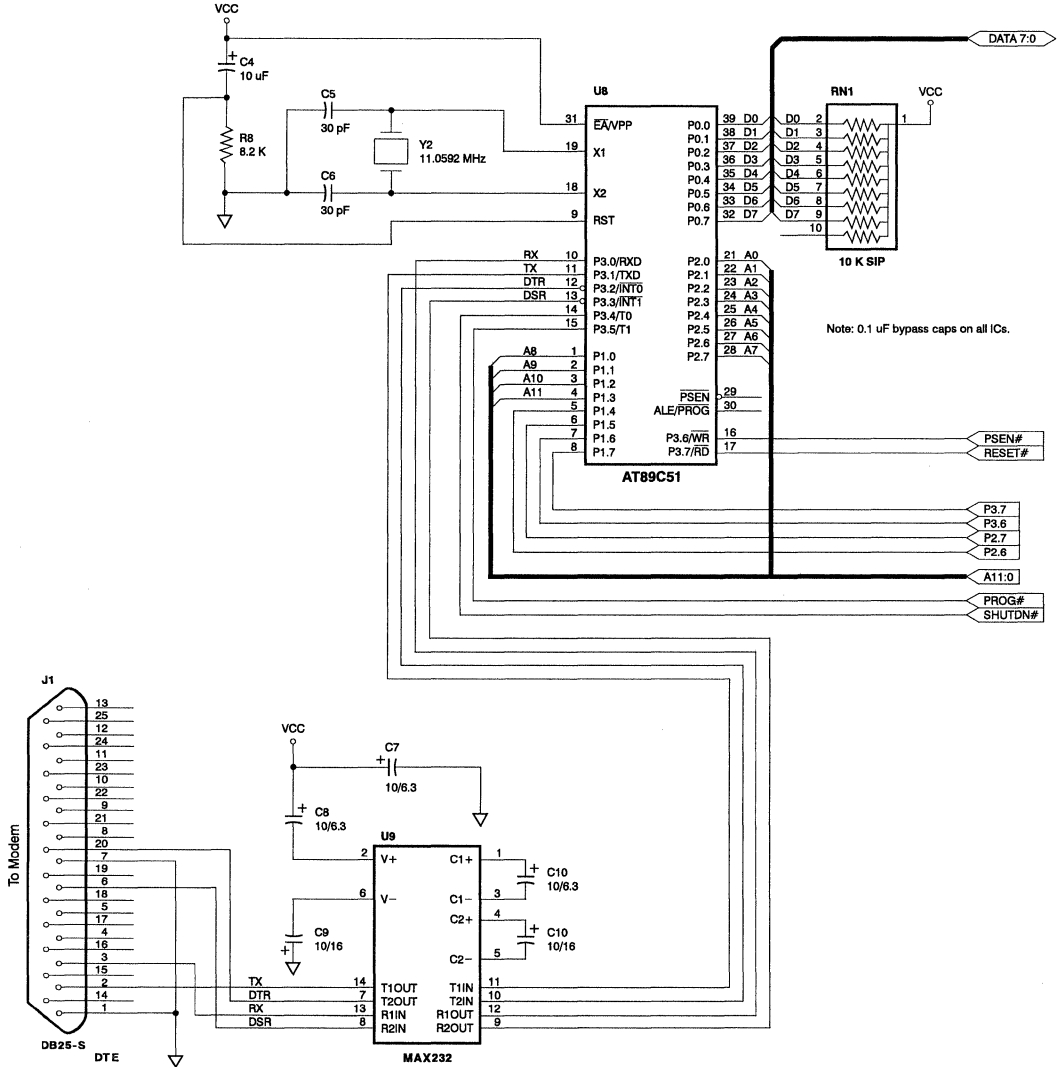 VCC
DATA 7:0
C4
10 uF
U8
RN1
VCC
C5
30 pF
R8
8.2 K
Y2
11.0592 MHz
C6
30 pF
31 EA/VPP
19 X1
18 X2
9 RST
RX 10 P3.0/RXD
TX 11 P3.1/TXD
DTR 12 P3.2/INT0
DSR 13 P3.3/INT1
14 P3.4/T0
15 P3.5/T1
A8 1 P1.0
A9 2 P1.1
A10 3 P1.2
A11 4 P1.3
5 P1.4
6 P1.5
7 P1.6
8 P1.7
P0.0 39 D0 D0 2 1
P0.1 38 D1 D1 3
P0.2 37 D2 D2 4
P0.3 36 D3 D3 5
P0.4 35 D4 D4 6
P0.5 34 D5 D5 7
P0.6 33 D6 D6 8
P0.7 32 D7 D7 9
10
10 K SIP
P2.0 21 A0
P2.1 22 A1
P2.2 23 A2
P2.3 24 A3
P2.4 25 A4
P2.5 26 A5
P2.6 27 A6
P2.7 28 A7
Note: 0.1 uF bypass caps on all ICs.
PSEN 29
ALE/PROG 30
P3.6/WR 16
P3.7/RD 17
AT89C51
PSEN#
RESET#
P3.7
P3.6
P2.7
P2.6
A11:0
PROG#
SHUTDN#
J1
13
25
12
24
11
23
10
22
9
21
8
20
7
19
6
18
5
17
4
16
3
15
2
14
1
To Modem
DB25-S
DTE
VCC
C7
10/6.3
C8
10/6.3
U9
2 V+
6 V−
C9
10/16
C1+ 1
C1− 3
C10
10/6.3
C2+ 4
C2− 5
C10
10/16
TX 14 T1OUT
DTR 7 T2OUT
RX 13 R1IN
DSR 8 R2IN
T1IN 11
T2IN 10
R1OUT 12
R2OUT 9
MAX232